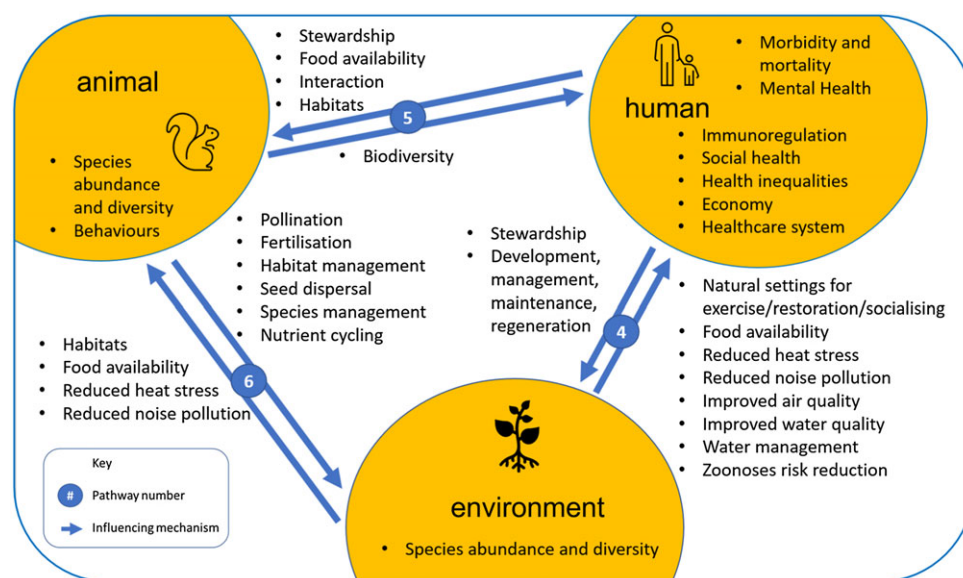 animal
• Species
abundance
and diversity
• Behaviours
• Stewardship
• Food availability
• Interaction
• Habitats
5
• Biodiversity
human
• Morbidity and
mortality
• Mental Health
• Immunoregulation
• Social health
• Health inequalities
• Economy
• Healthcare system
• Pollination
• Fertilisation
• Habitat management
• Seed dispersal
• Species management
• Nutrient cycling
• Stewardship
• Development,
management,
maintenance,
regeneration
4
• Natural settings for
exercise/restoration/socialising
• Food availability
• Reduced heat stress
• Reduced noise pollution
• Improved air quality
• Improved water quality
• Water management
• Zoonoses risk reduction
• Habitats
• Food availability
• Reduced heat stress
• Reduced noise pollution
6
environment
• Species abundance and diversity
Key
# Pathway number
Influencing mechanism